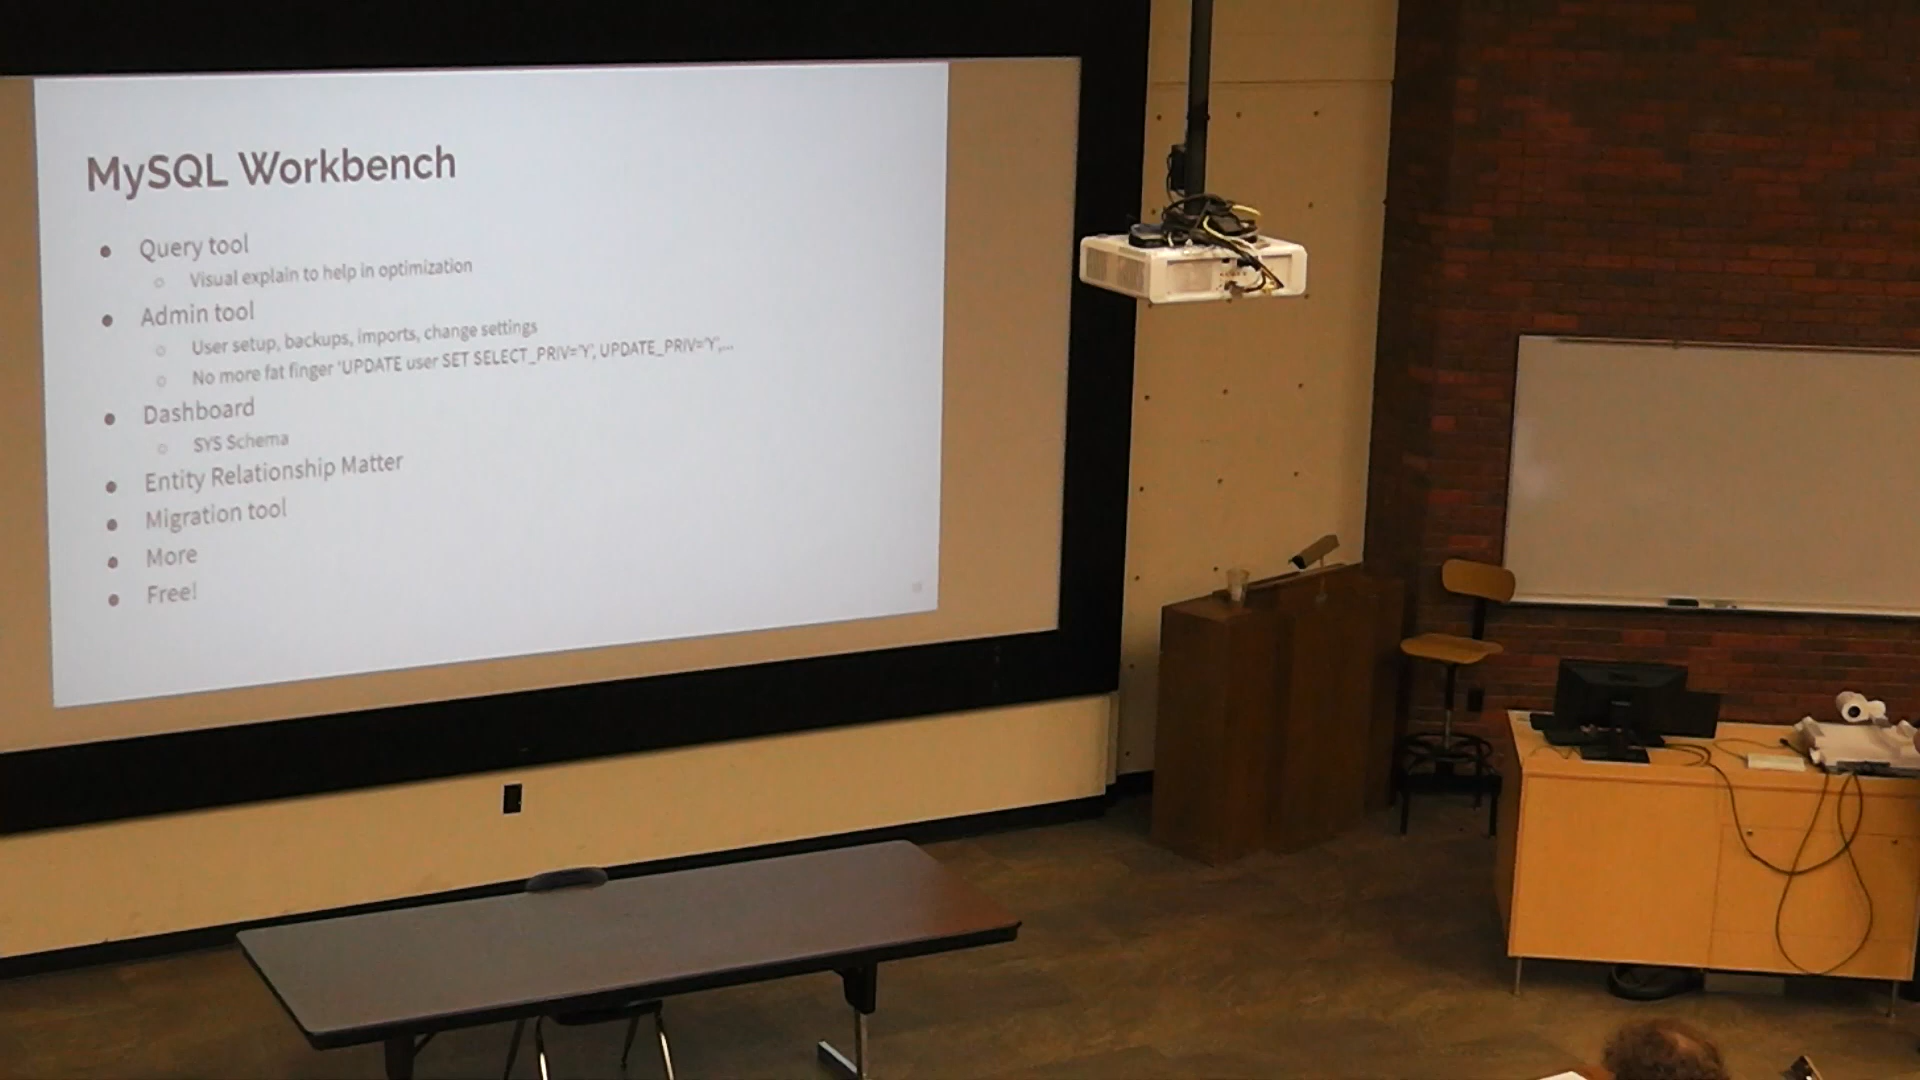 MySQL Workbench
● Query tool
○ Visual explain to help in optimization
● Admin tool
○ User setup, backups, imports, change settings
○ No more fat finger 'UPDATE user SET SELECT_PRIV='Y', UPDATE_PRIV='Y',...
● Dashboard
○ SYS Schema
● Entity Relationship Matter
● Migration tool
● More
● Free!